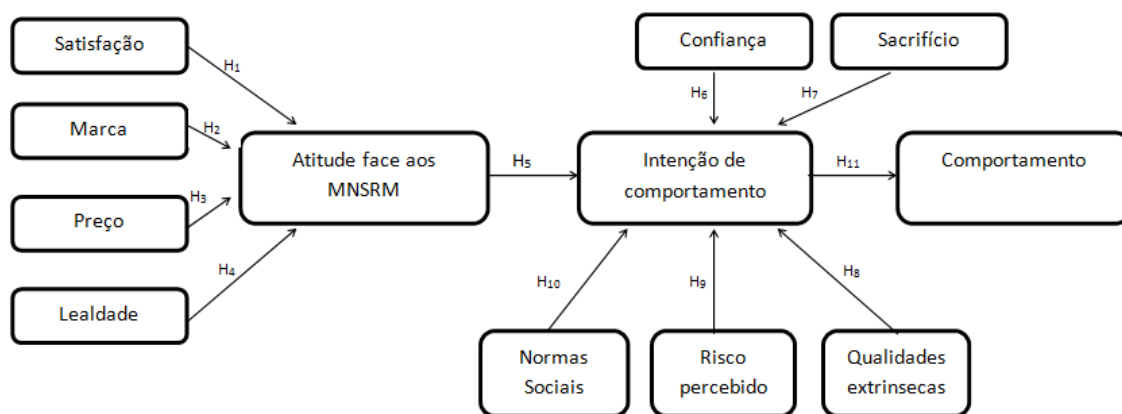 Satisfação
Confiança
Sacrifício
H1
H6
H7
Marca
H2
Atitude face aos
MNSRM
H5
Intenção de
comportamento
H11
Comportamento
H3
Preço
H4
Lealdade
H10
H9
H8
Normas
Sociais
Risco
percebido
Qualidades
extrinsecas